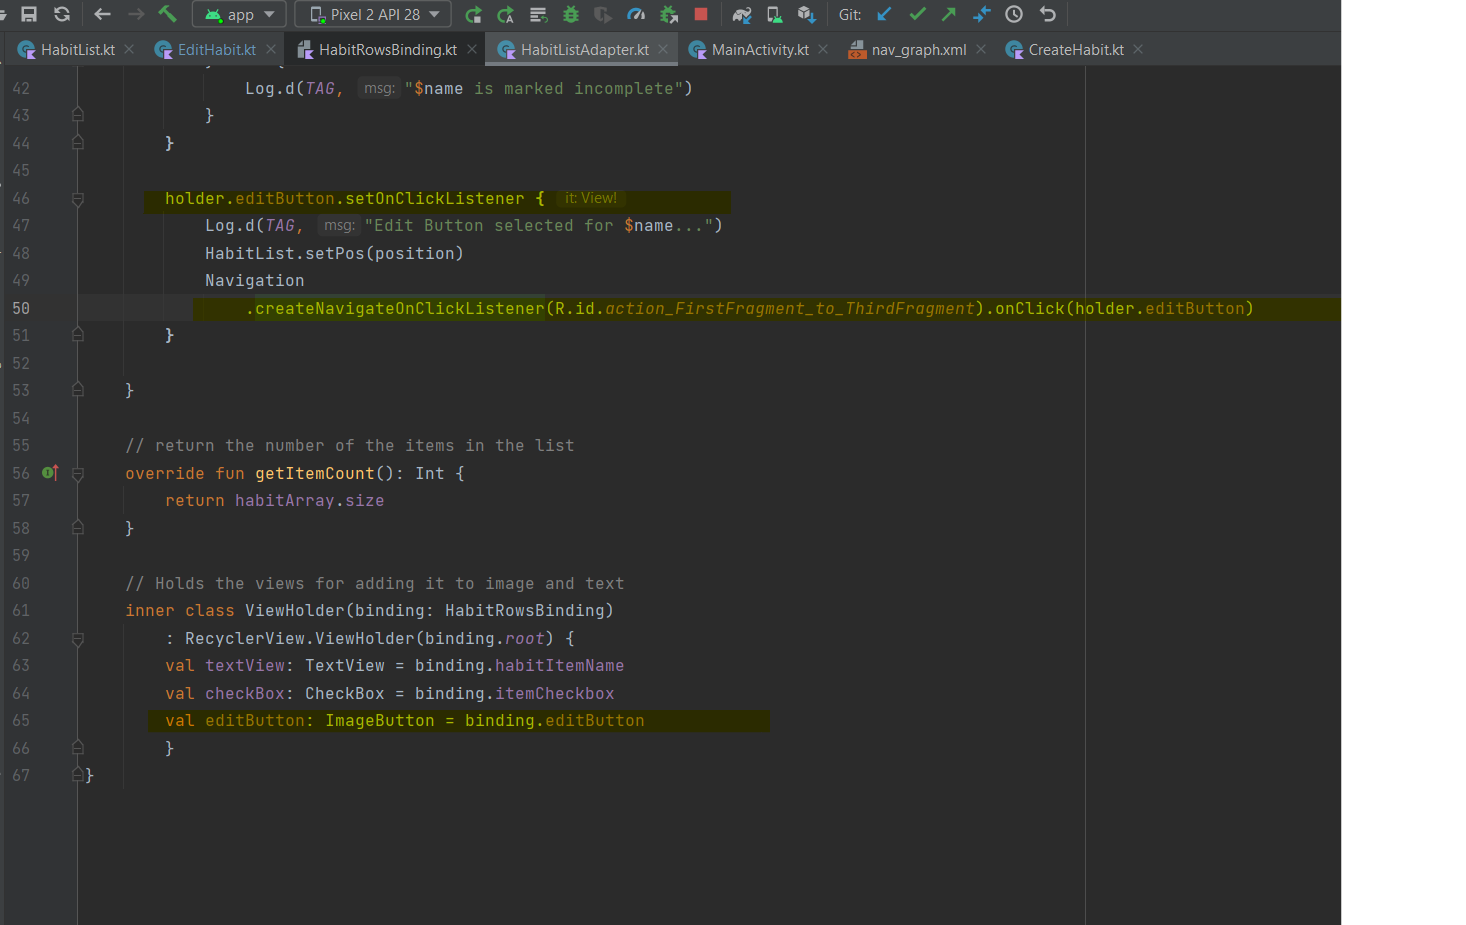 app Pixel 2 API 28 Git:
HabitList.kt EditHabit.kt HabitRowsBinding.kt HabitListAdapter.kt MainActivity.kt nav_graph.xml CreateHabit.kt
42 Log.d(TAG, msg: "$name is marked incomplete")
43 }
44 }
45
46 holder.editButton.setOnClickListener { it: View!
47 Log.d(TAG, msg: "Edit Button selected for $name...")
48 HabitList.setPos(position)
49 Navigation
50 .createNavigateOnClickListener(R.id.action_FirstFragment_to_ThirdFragment).onClick(holder.editButton)
51 }
52
53 }
54
55 // return the number of the items in the list
56 override fun getItemCount(): Int {
57 return habitArray.size
58 }
59
60 // Holds the views for adding it to image and text
61 inner class ViewHolder(binding: HabitRowsBinding)
62 : RecyclerView.ViewHolder(binding.root) {
63 val textView: TextView = binding.habitItemName
64 val checkBox: CheckBox = binding.itemCheckbox
65 val editButton: ImageButton = binding.editButton
66 }
67 }